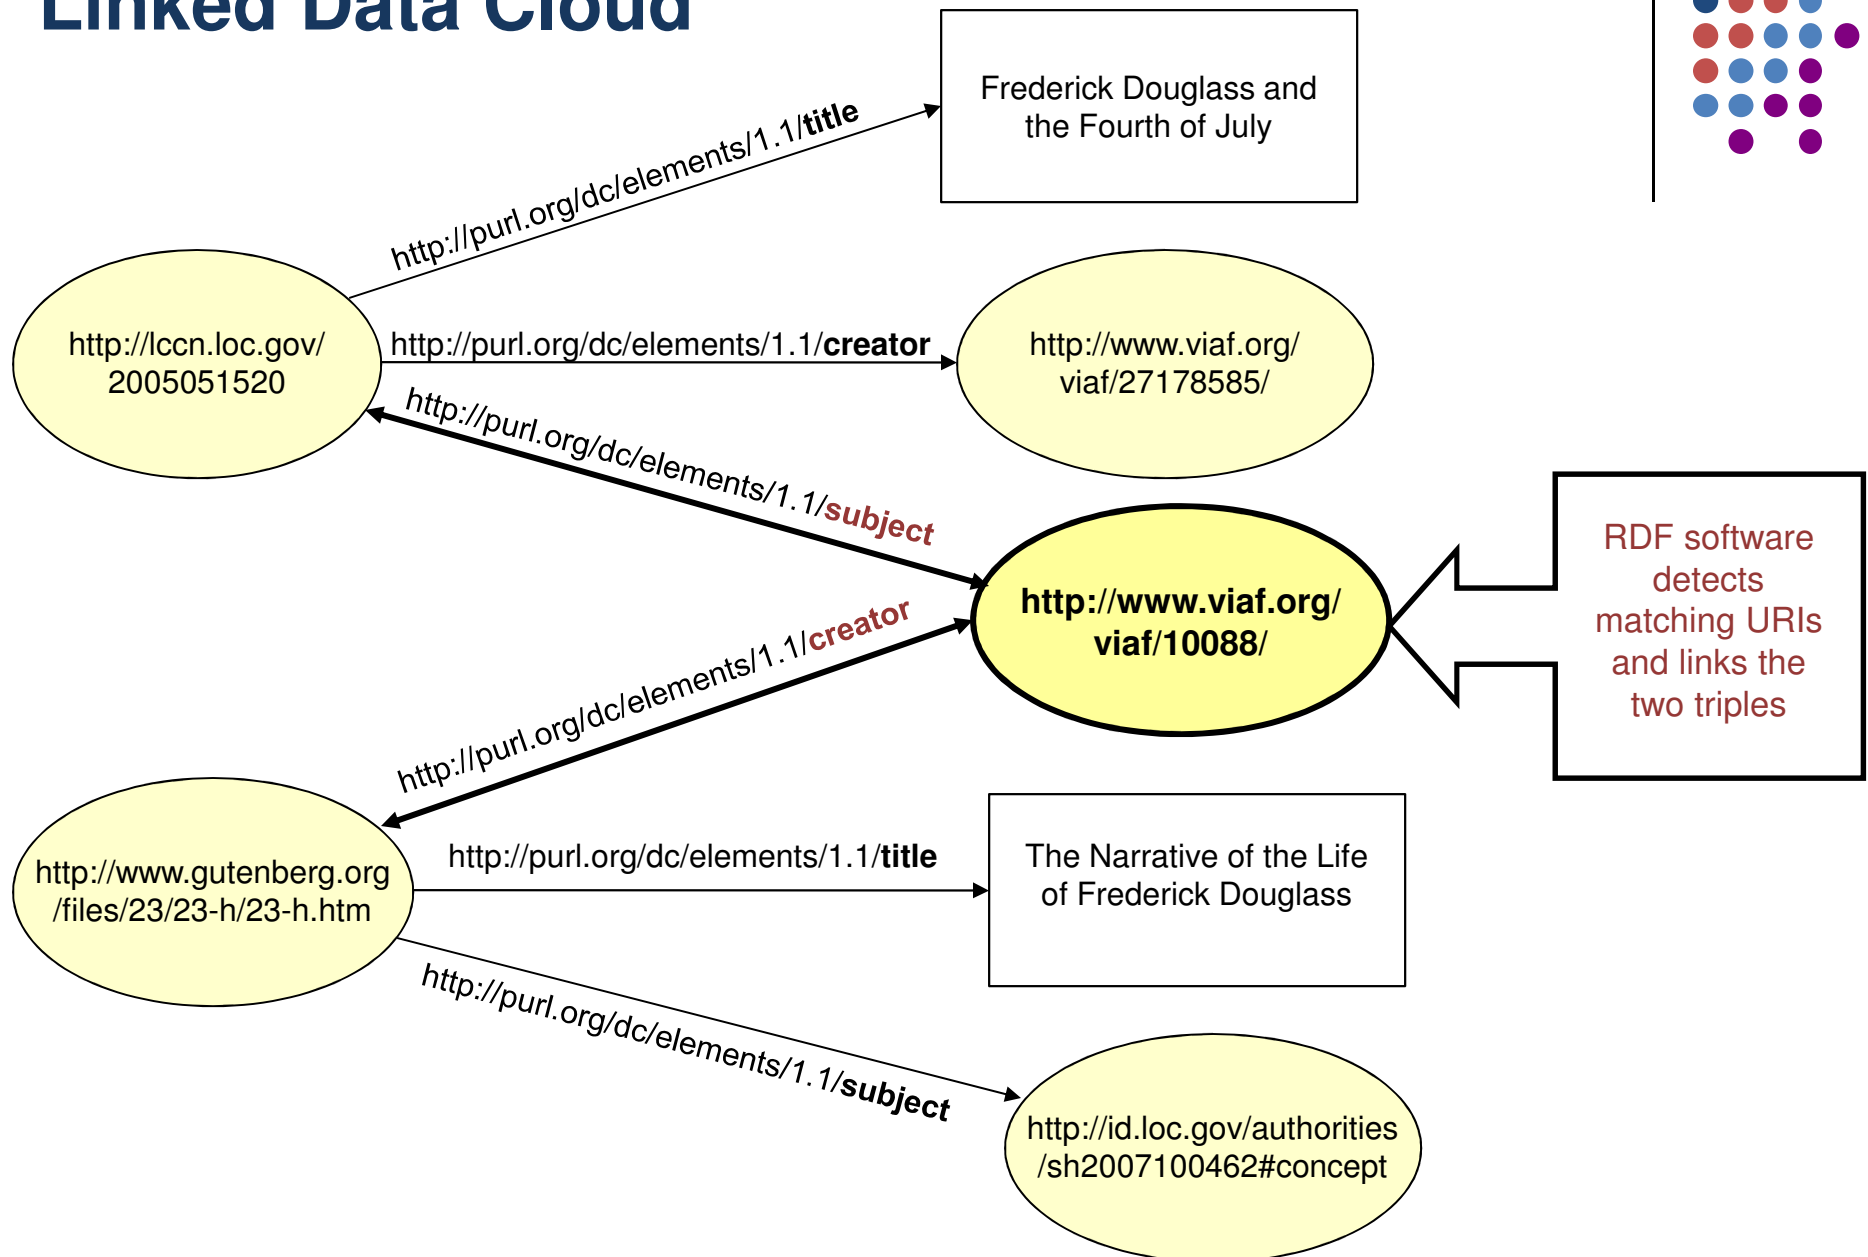 Linked Data Cloud
Frederick Douglass and
the Fourth of July
http://purl.org/dc/elements/1.1/title
http://lccn.loc.gov/
2005051520
http://purl.org/dc/elements/1.1/creator
http://www.viaf.org/
viaf/27178585/
http://purl.org/dc/elements/1.1/subject
http://www.viaf.org/
viaf/10088/
RDF software
detects
matching URIs
and links the
two triples
http://purl.org/dc/elements/1.1/creator
http://www.gutenberg.org
/files/23/23-h/23-h.htm
http://purl.org/dc/elements/1.1/title
The Narrative of the Life
of Frederick Douglass
http://purl.org/dc/elements/1.1/subject
http://id.loc.gov/authorities
/sh2007100462#concept